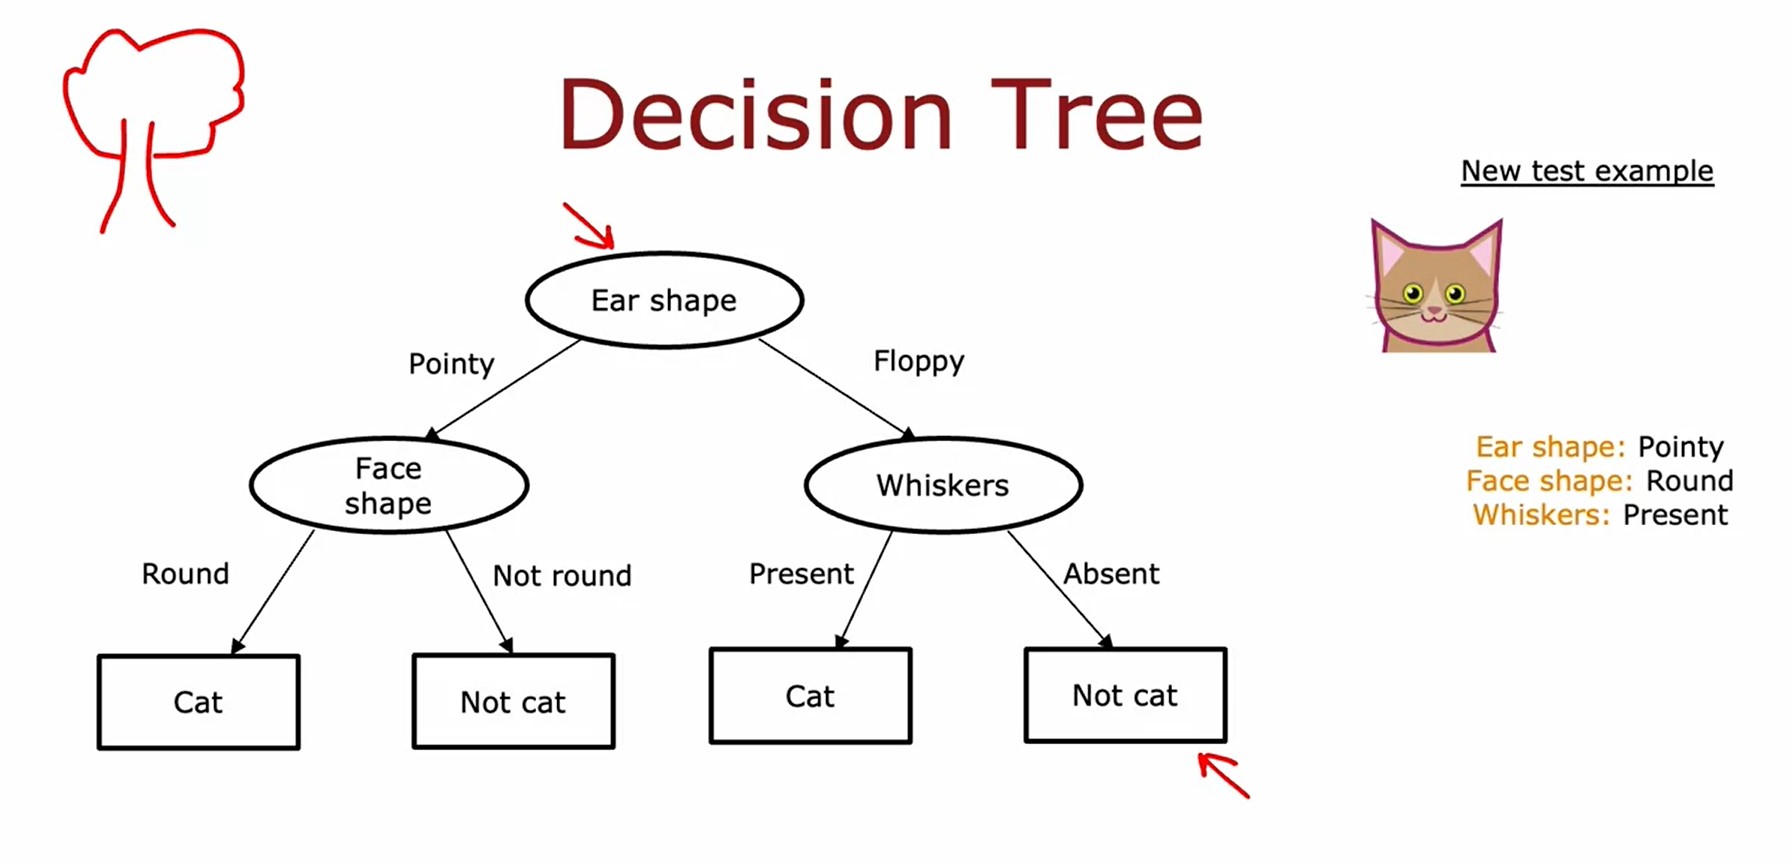 Decision Tree
New test example
Ear shape
Pointy
Floppy
Face
shape
Whiskers
Ear shape: Pointy
Face shape: Round
Whiskers: Present
Round
Not round
Present
Absent
Cat
Not cat
Cat
Not cat